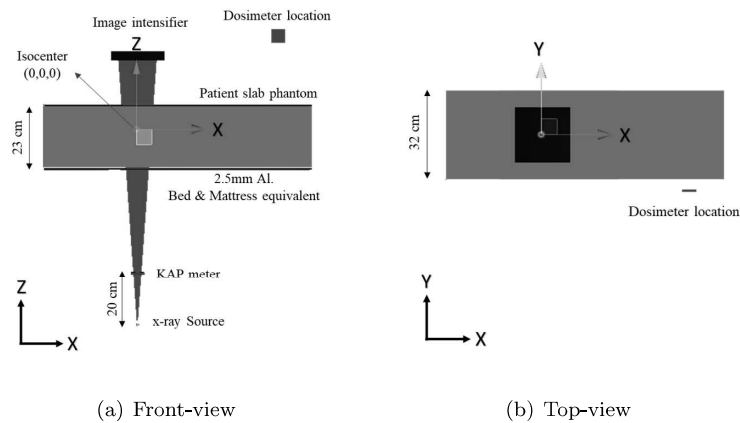 Image intensifier
Dosimeter location
Z
Isocenter
(0,0,0)
Patient slab phantom
X
23 cm
2.5mm Al.
Bed & Mattress equivalent
KAP meter
20 cm
x-ray Source
Z
X
(a) Front-view
Y
X
32 cm
Dosimeter location
Y
X
(b) Top-view